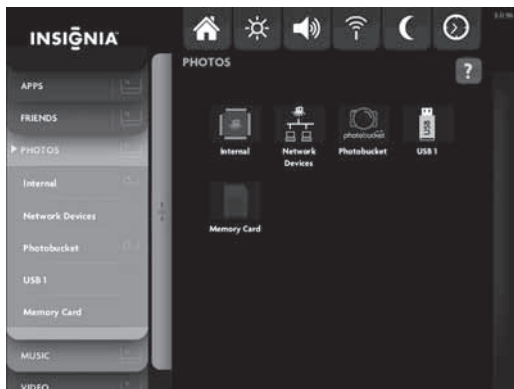 INSIGNIA
PHOTOS
?
APPS
FRIENDS
PHOTOS
Internal
Network Devices
Photobucket
USB 1
Memory Card
MUSIC
VIDEO
photobucket
USB
Internal
Network
Devices
Photobucket
USB 1
Memory Card